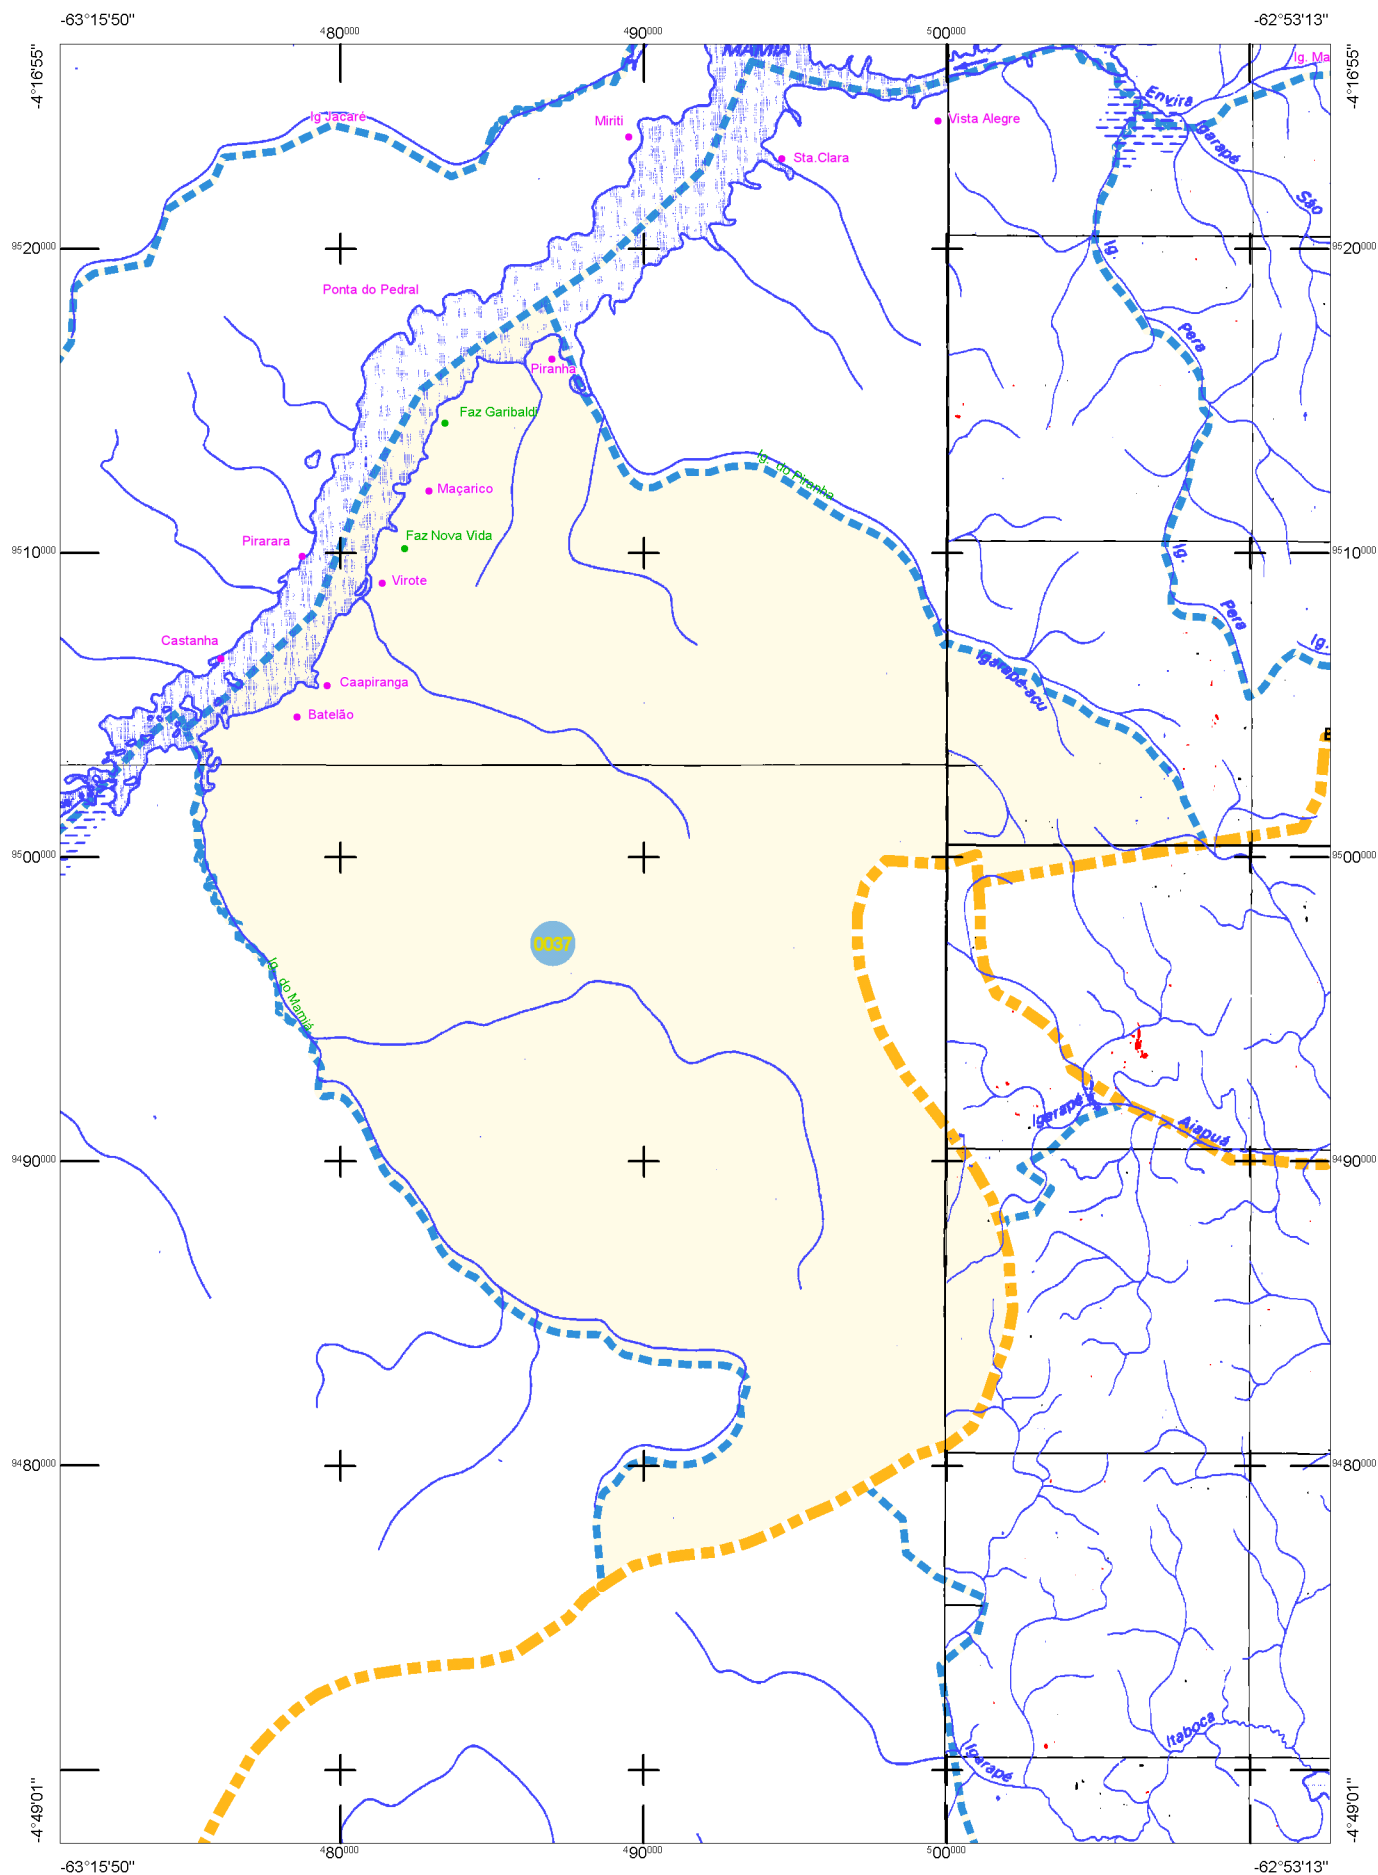 -63°15'50"
-62°53'13"
480000
490000
500000
-4°16'55"
-4°16'55"
MAMIA
Ig. Ma
Envira
Ig Jacaré
Miriti
Vista Alegre
Igarapé
Sta.Clara
São
9520000
9520000
Ig.
Ponta do Pedral
Pera
Piranha
Faz Garibaldi
Ig. do Piranha
Maçarico
Faz Nova Vida
Pirarara
9510000
9510000
Ig.
Virote
Pera
Castanha
Ig.
Igarapé-açu
Caapiranga
Batelão
9500000
9500000
0037
Ig. do Mamiá
Igarapé
Aiapuá
9490000
9490000
9480000
9480000
Itaboca
Igarapé
-4°49'01"
-4°49'01"
480000
490000
500000
-63°15'50"
-62°53'13"